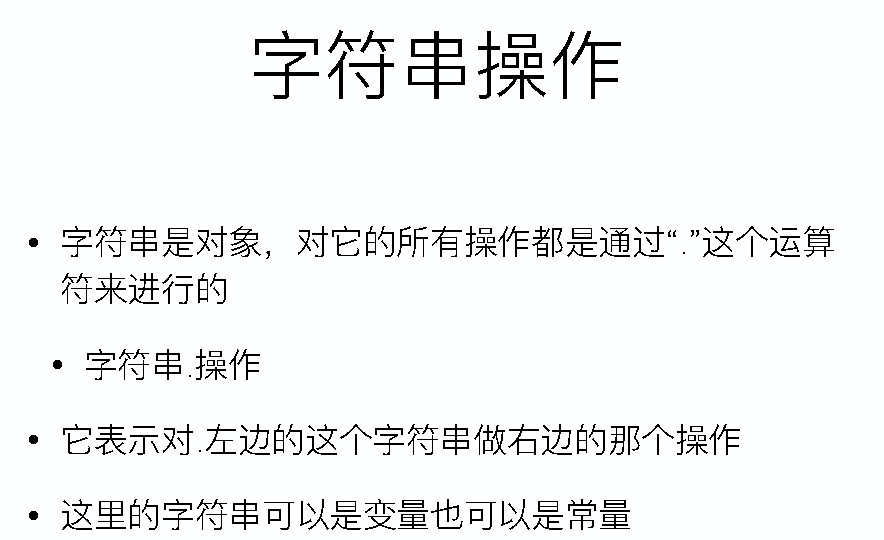 字符串操作
• 字符串是对象，对它的所有操作都是通过“.”这个运算
符来进行的
• 字符串.操作
• 它表示对.左边的这个字符串做右边的那个操作
• 这里的字符串可以是变量也可以是常量